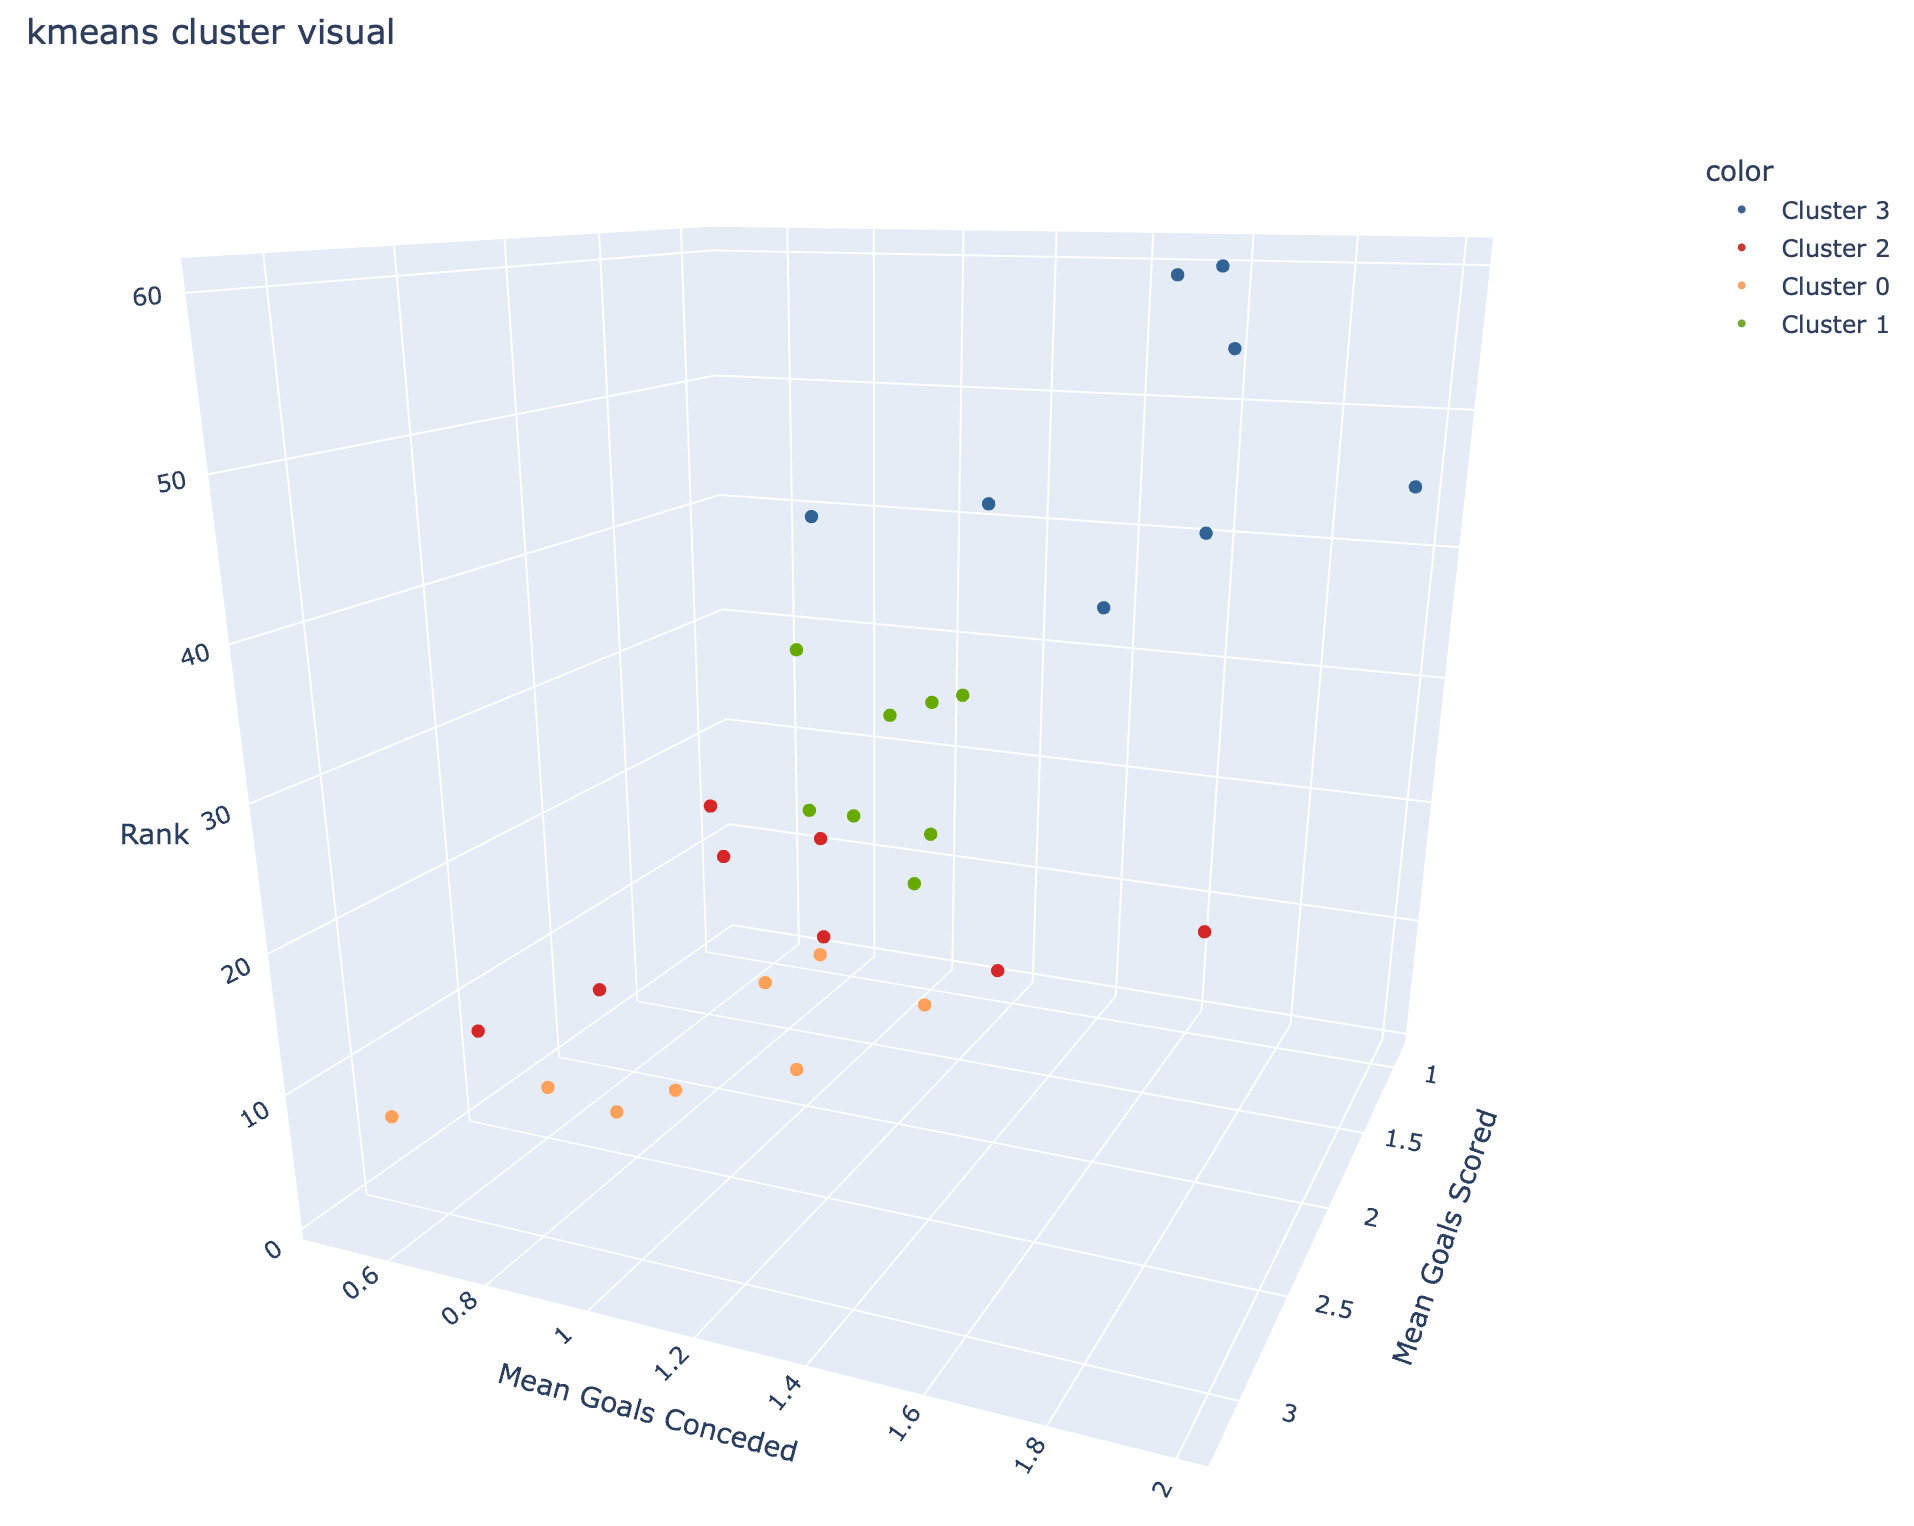 kmeans cluster visual
color
Cluster 3
Cluster 2
Cluster 0
Cluster 1
60
50
40
30
20
10
0
Rank
0.6
0.8
1
1.2
1.4
1.6
1.8
2
Mean Goals Conceded
1
1.5
2
2.5
3
Mean Goals Scored